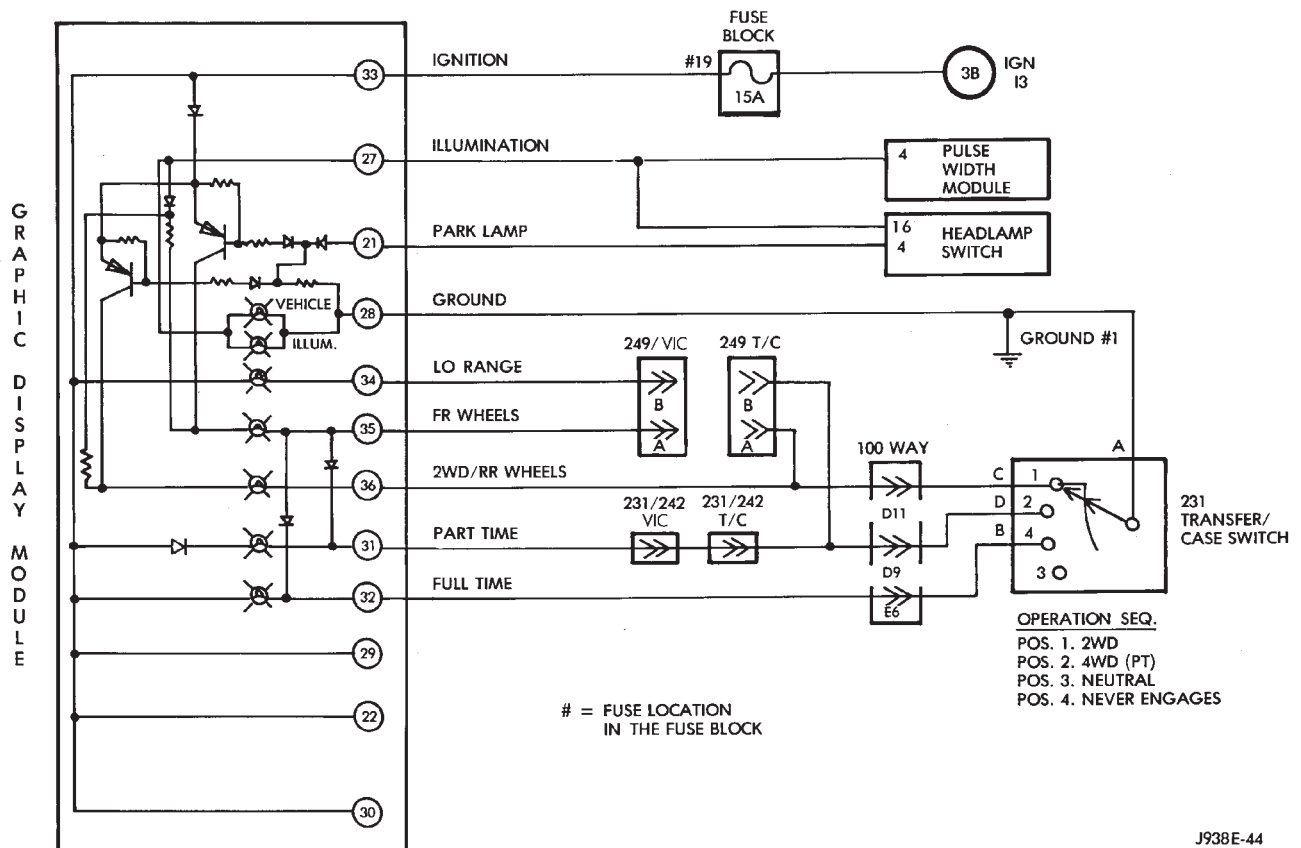 GRAPHIC DISPLAY MODULE
33
IGNITION
#19
FUSE
BLOCK
15A
3B
IGN
I3
27
ILLUMINATION
4
PULSE
WIDTH
MODULE
21
PARK LAMP
16
4
HEADLAMP
SWITCH
VEHICLE
ILLUM.
28
GROUND
GROUND #1
249/VIC
249 T/C
34
LO RANGE
B
B
35
FR WHEELS
A
A
100 WAY
A
36
2WD/RR WHEELS
C
1
D11
D
2
231
TRANSFER/
CASE SWITCH
231/242
VIC
231/242
T/C
31
PART TIME
B
4
D9
3
32
FULL TIME
E6
OPERATION SEQ.
POS. 1. 2WD
POS. 2. 4WD (PT)
POS. 3. NEUTRAL
POS. 4. NEVER ENGAGES
29
22
# = FUSE LOCATION
IN THE FUSE BLOCK
30
J938E-44